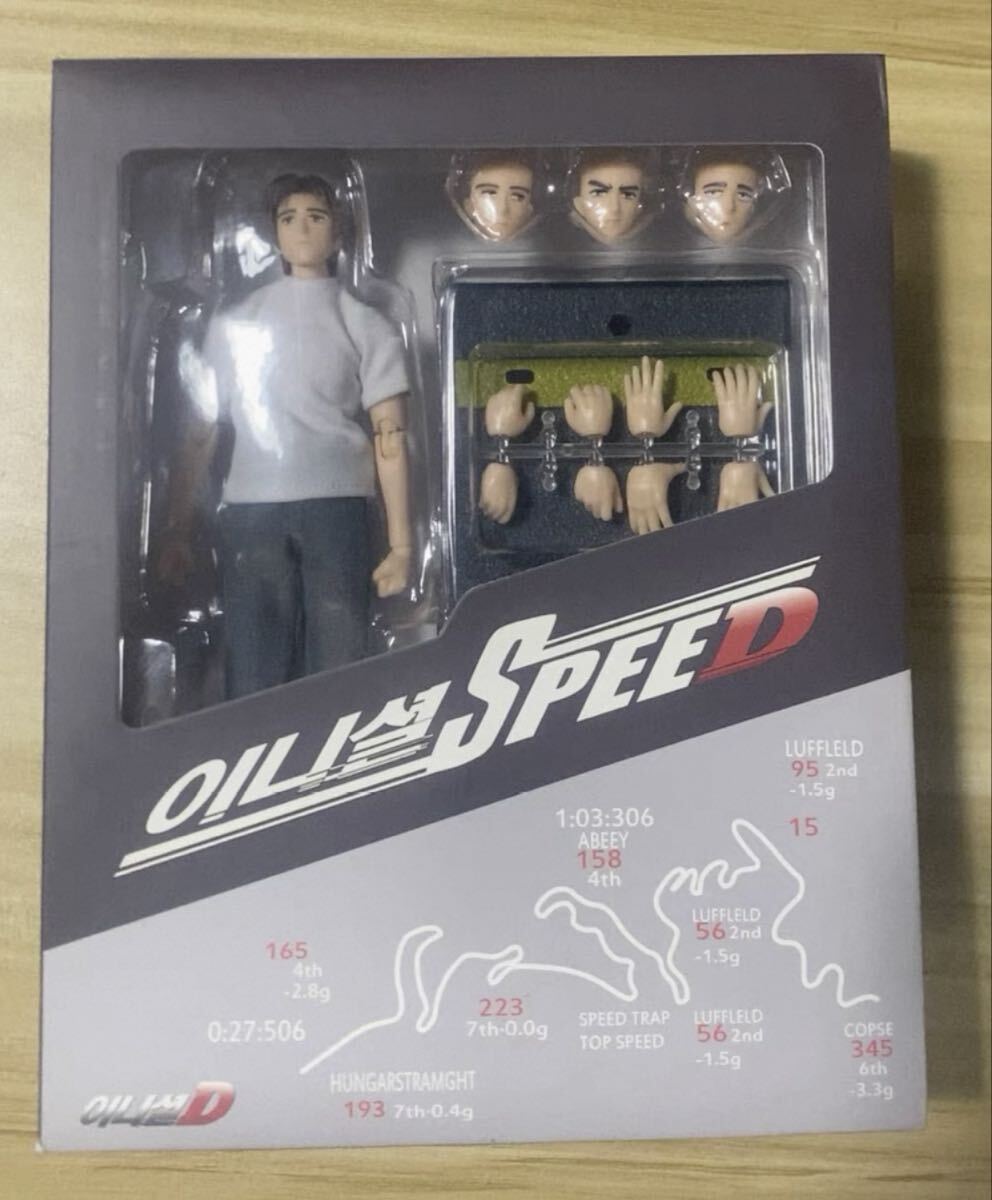 이니셜 SPEED
LUFFLELD
95 2nd
-1.5g
15
1:03:306
ABEEY
158
4th
LUFFLELD
56 2nd
-1.5g
165
4th
-2.8g
223
7th-0.0g
0:27:506
SPEED TRAP
TOP SPEED
LUFFLELD
56 2nd
-1.5g
COPSE
345
6th
-3.3g
HUNGARSTRAMGHT
193 7th-0.4g
이니셜D